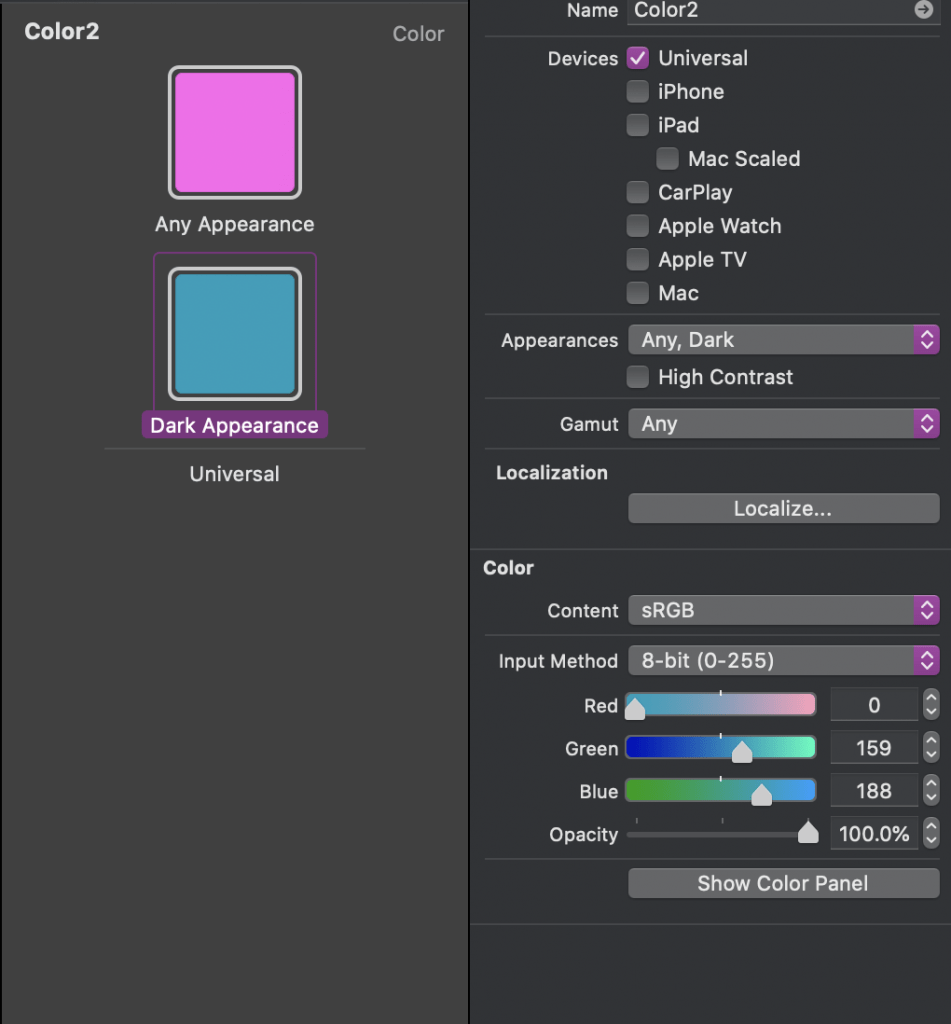 Color2
Color
Any Appearance
Dark Appearance
Universal
Name Color2
Devices Universal
iPhone
iPad
Mac Scaled
CarPlay
Apple Watch
Apple TV
Mac
Appearances Any, Dark
High Contrast
Gamut Any
Localization
Localize...
Color
Content sRGB
Input Method 8-bit (0-255)
Red 0
Green 159
Blue 188
Opacity 100.0%
Show Color Panel